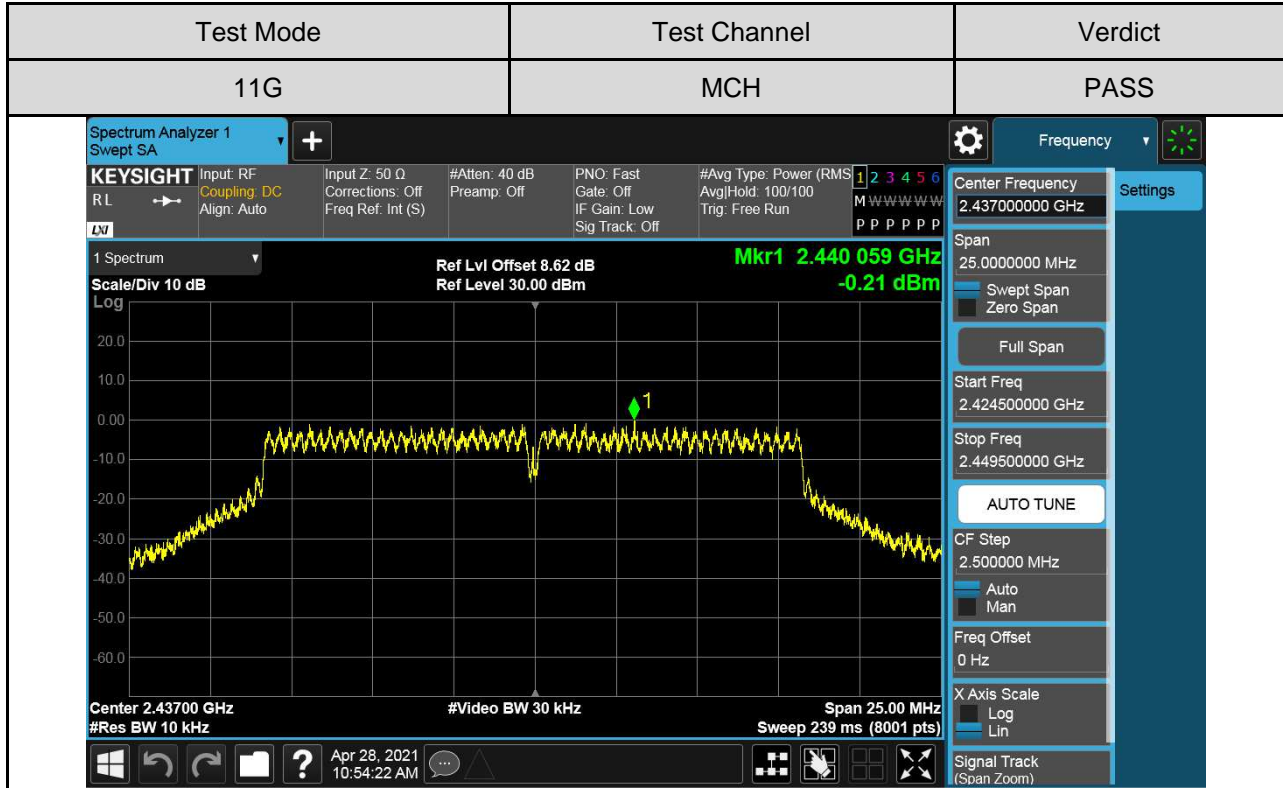 Test Mode Test Channel Verdict
11G MCH PASS
Spectrum Analyzer 1
Swept SA
Frequency
KEYSIGHT Input: RF Input Z: 50 Ω #Atten: 40 dB PNO: Fast #Avg Type: Power (RMS 1 2 3 4 5 6
RL Coupling: DC Corrections: Off Preamp: Off Gate: Off Avg|Hold: 100/100 M W W W W W
Align: Auto Freq Ref: Int (S) IF Gain: Low Trig: Free Run
LXI Sig Track: Off P P P P P P
Center Frequency Settings
2.437000000 GHz
1 Spectrum
Ref Lvl Offset 8.62 dB
Mkr1 2.440 059 GHz
Scale/Div 10 dB Ref Level 30.00 dBm -0.21 dBm
Log
20.0
10.0
0.00
-10.0
-20.0
-30.0
-40.0
-50.0
-60.0
1
Center 2.43700 GHz #Video BW 30 kHz Span 25.00 MHz
#Res BW 10 kHz Sweep 239 ms (8001 pts)
Span
25.0000000 MHz
Swept Span
Zero Span
Full Span
Start Freq
2.424500000 GHz
Stop Freq
2.449500000 GHz
AUTO TUNE
CF Step
2.500000 MHz
Auto
Man
Freq Offset
0 Hz
X Axis Scale
Log
Lin
Signal Track
(Span Zoom)
? Apr 28, 2021
10:54:22 AM